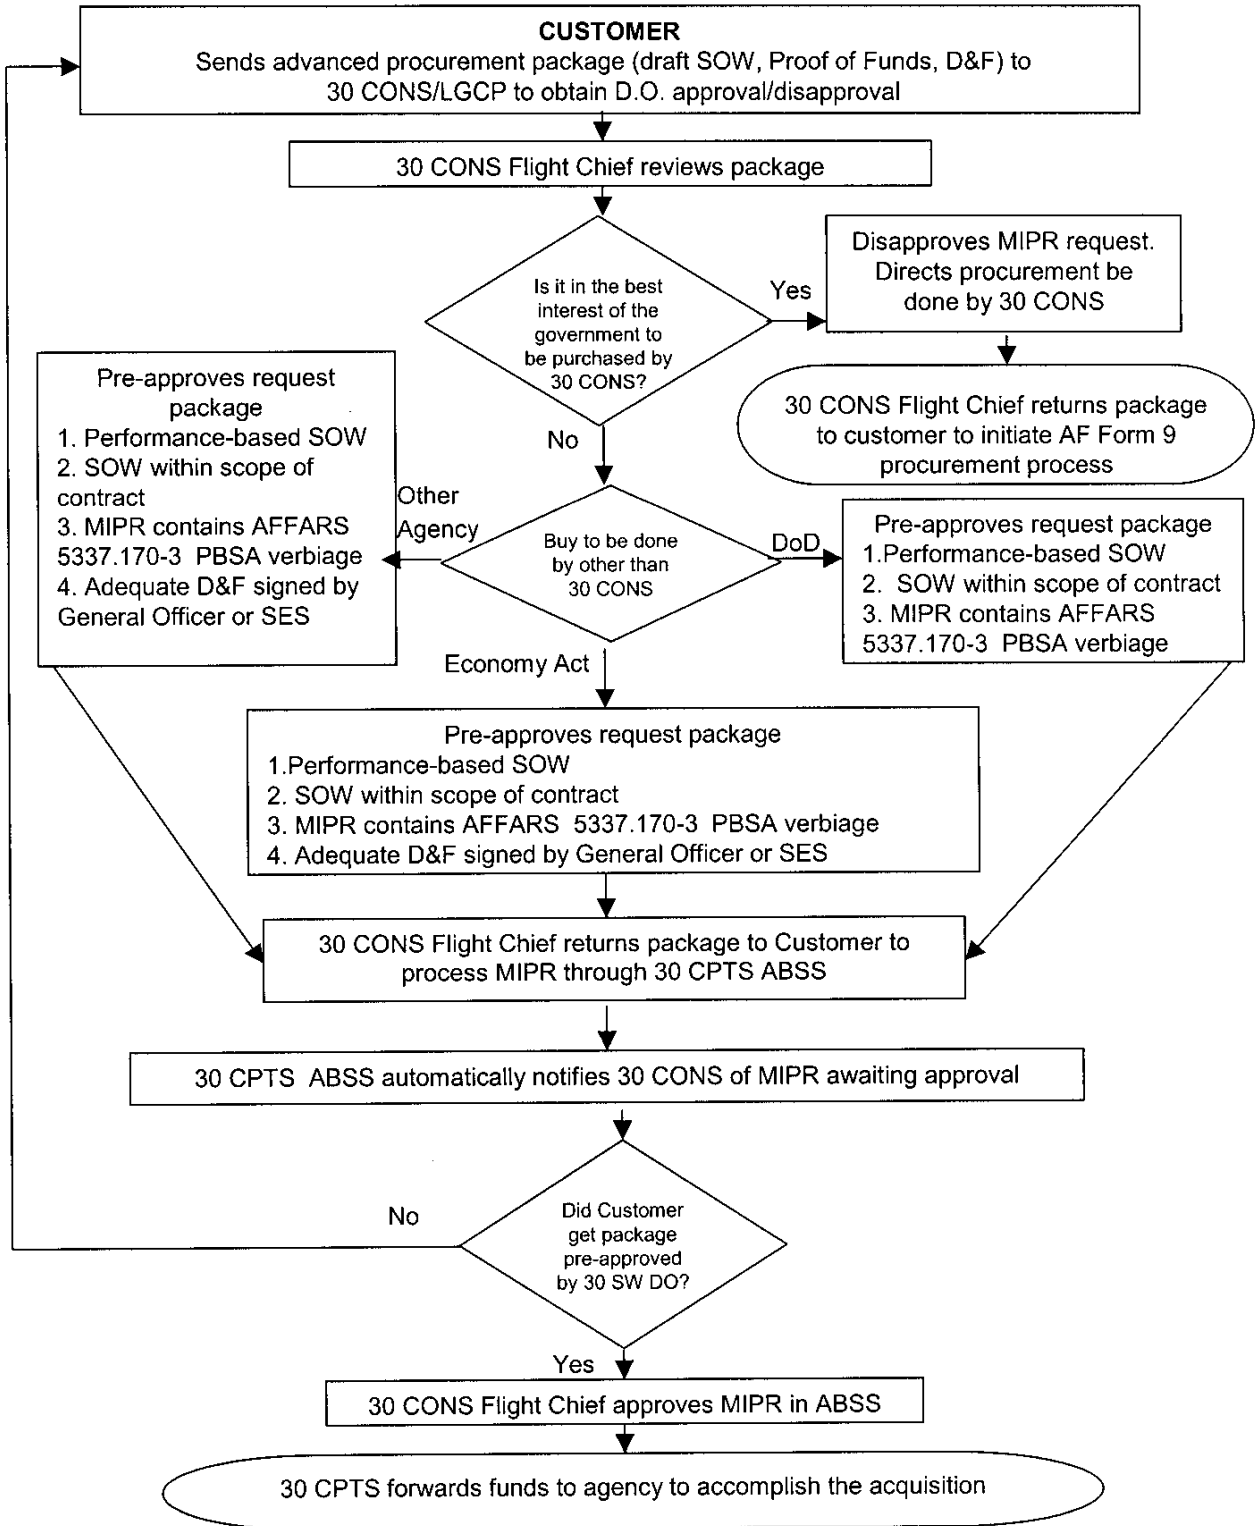 CUSTOMER
Sends advanced procurement package (draft SOW, Proof of Funds, D&F) to
30 CONS/LGCP to obtain D.O. approval/disapproval
30 CONS Flight Chief reviews package
Is it in the best
interest of the
government to
be purchased by
30 CONS?
Yes
Disapproves MIPR request.
Directs procurement be
done by 30 CONS
30 CONS Flight Chief returns package
to customer to initiate AF Form 9
procurement process
No
Buy to be done
by other than
30 CONS
Other
Agency
Pre-approves request
package
1. Performance-based SOW
2. SOW within scope of
contract
3. MIPR contains AFFARS
5337.170-3 PBSA verbiage
4. Adequate D&F signed by
General Officer or SES
DoD
Pre-approves request package
1.Performance-based SOW
2. SOW within scope of contract
3. MIPR contains AFFARS
5337.170-3 PBSA verbiage
Economy Act
Pre-approves request package
1.Performance-based SOW
2. SOW within scope of contract
3. MIPR contains AFFARS 5337.170-3 PBSA verbiage
4. Adequate D&F signed by General Officer or SES
30 CONS Flight Chief returns package to Customer to
process MIPR through 30 CPTS ABSS
30 CPTS ABSS automatically notifies 30 CONS of MIPR awaiting approval
Did Customer
get package
pre-approved
by 30 SW DO?
No
Yes
30 CONS Flight Chief approves MIPR in ABSS
30 CPTS forwards funds to agency to accomplish the acquisition